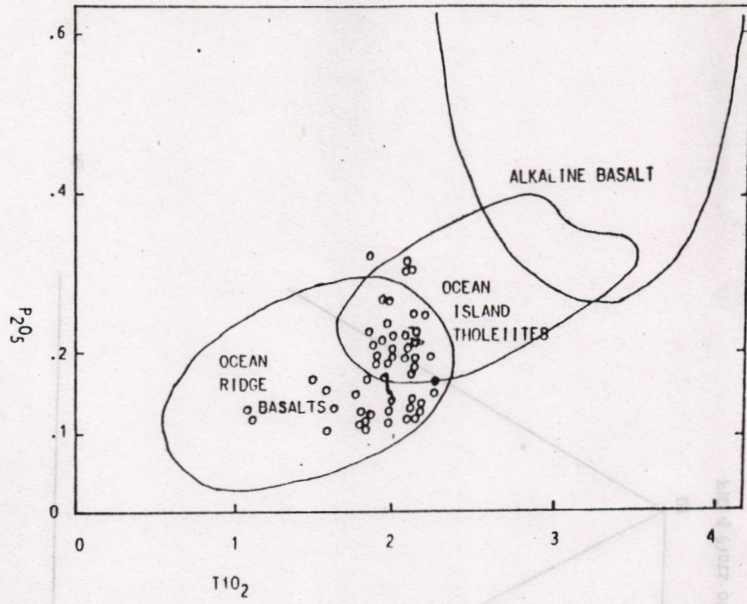 .6
.4
.2
.1
0
P2O5
ALKALINE BASALT
OCEAN
ISLAND
THOLEIITES
OCEAN
RIDGE
BASALTS
0
1
2
3
4
TiO2